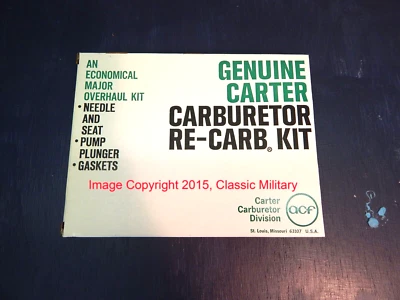 AN
ECONOMICAL
MAJOR
OVERHAUL KIT
• NEEDLE
AND
SEAT
• PUMP
PLUNGER
• GASKETS
GENUINE
CARTER
CARBURETOR
RE-CARB® KIT
Image Copyright 2015, Classic Military
Carter
Carburetor
Division
acf
St. Louis, Missouri 63107 U.S.A.